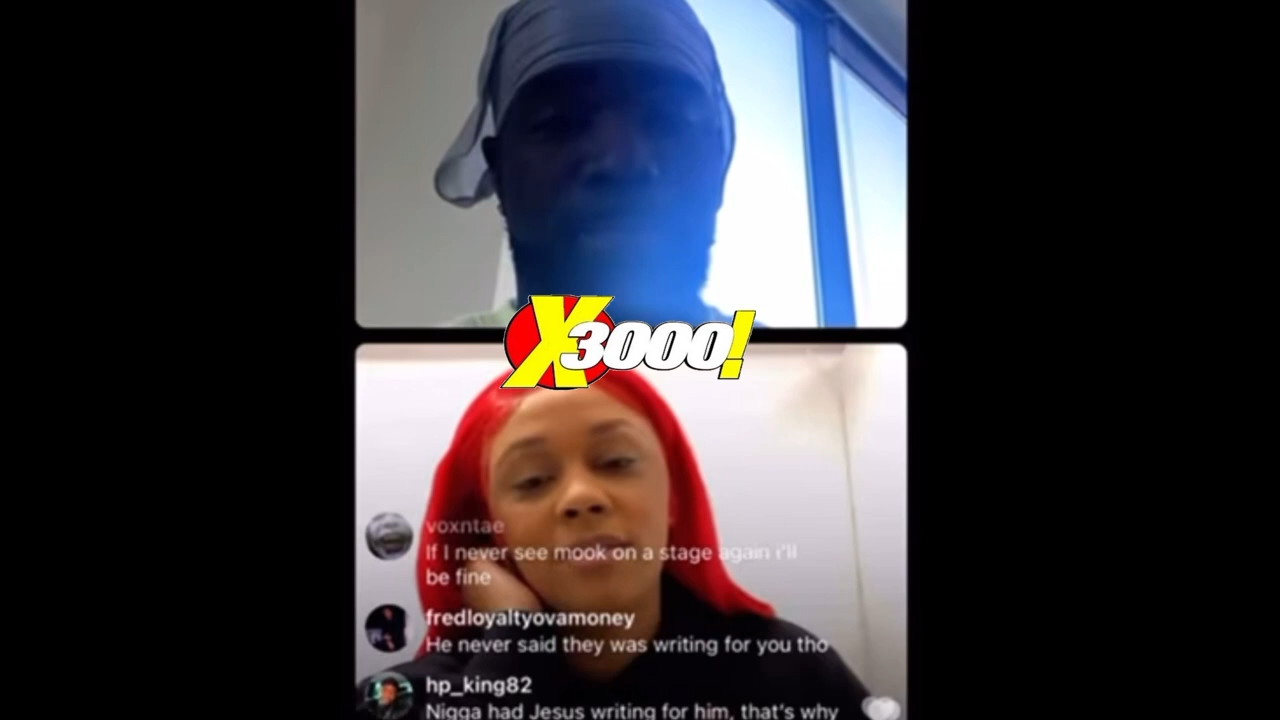 X3000!
voxntae
If I never see mook on a stage again i'll
be fine
fredloyaltyovamoney
He never said they was writing for you tho
hp_king82
Nigga had Jesus writing for him, that's why